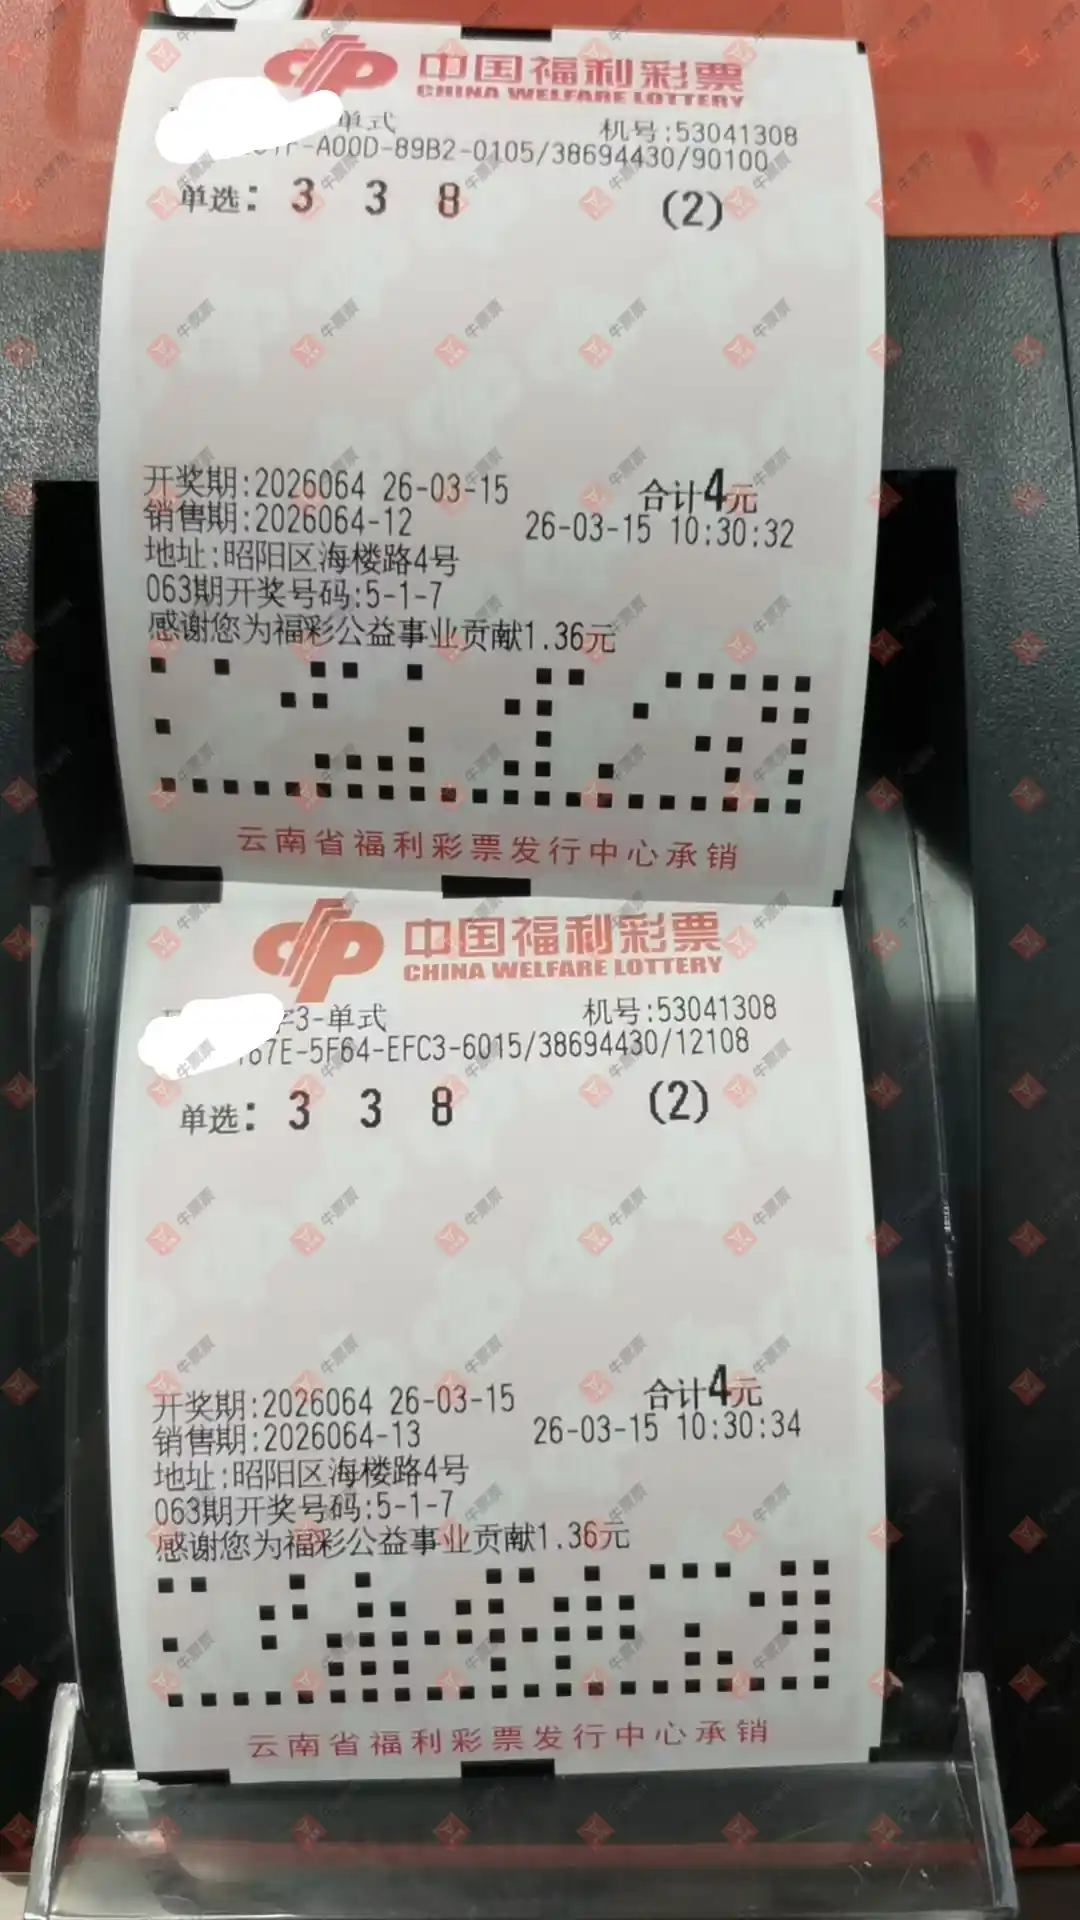 中国福利彩票
CHINA WELFARE LOTTERY
单式 机号:53041308
-A00D-89B2-0105/38694430/90100
单选: 3 3 8 (2)
开奖期:2026064 26-03-15 合计4元
销售期:2026064-12 26-03-15 10:30:32
地址:昭阳区海楼路4号
063期开奖号码:5-1-7
感谢您为福彩公益事业贡献1.36元
云南省福利彩票发行中心承销
中国福利彩票
CHINA WELFARE LOTTERY
3-单式 机号:53041308
67E-5F64-EFC3-6015/38694430/12108
单选: 3 3 8 (2)
开奖期:2026064 26-03-15 合计4元
销售期:2026064-13 26-03-15 10:30:34
地址:昭阳区海楼路4号
063期开奖号码:5-1-7
感谢您为福彩公益事业贡献1.36元
云南省福利彩票发行中心承销
牛票票